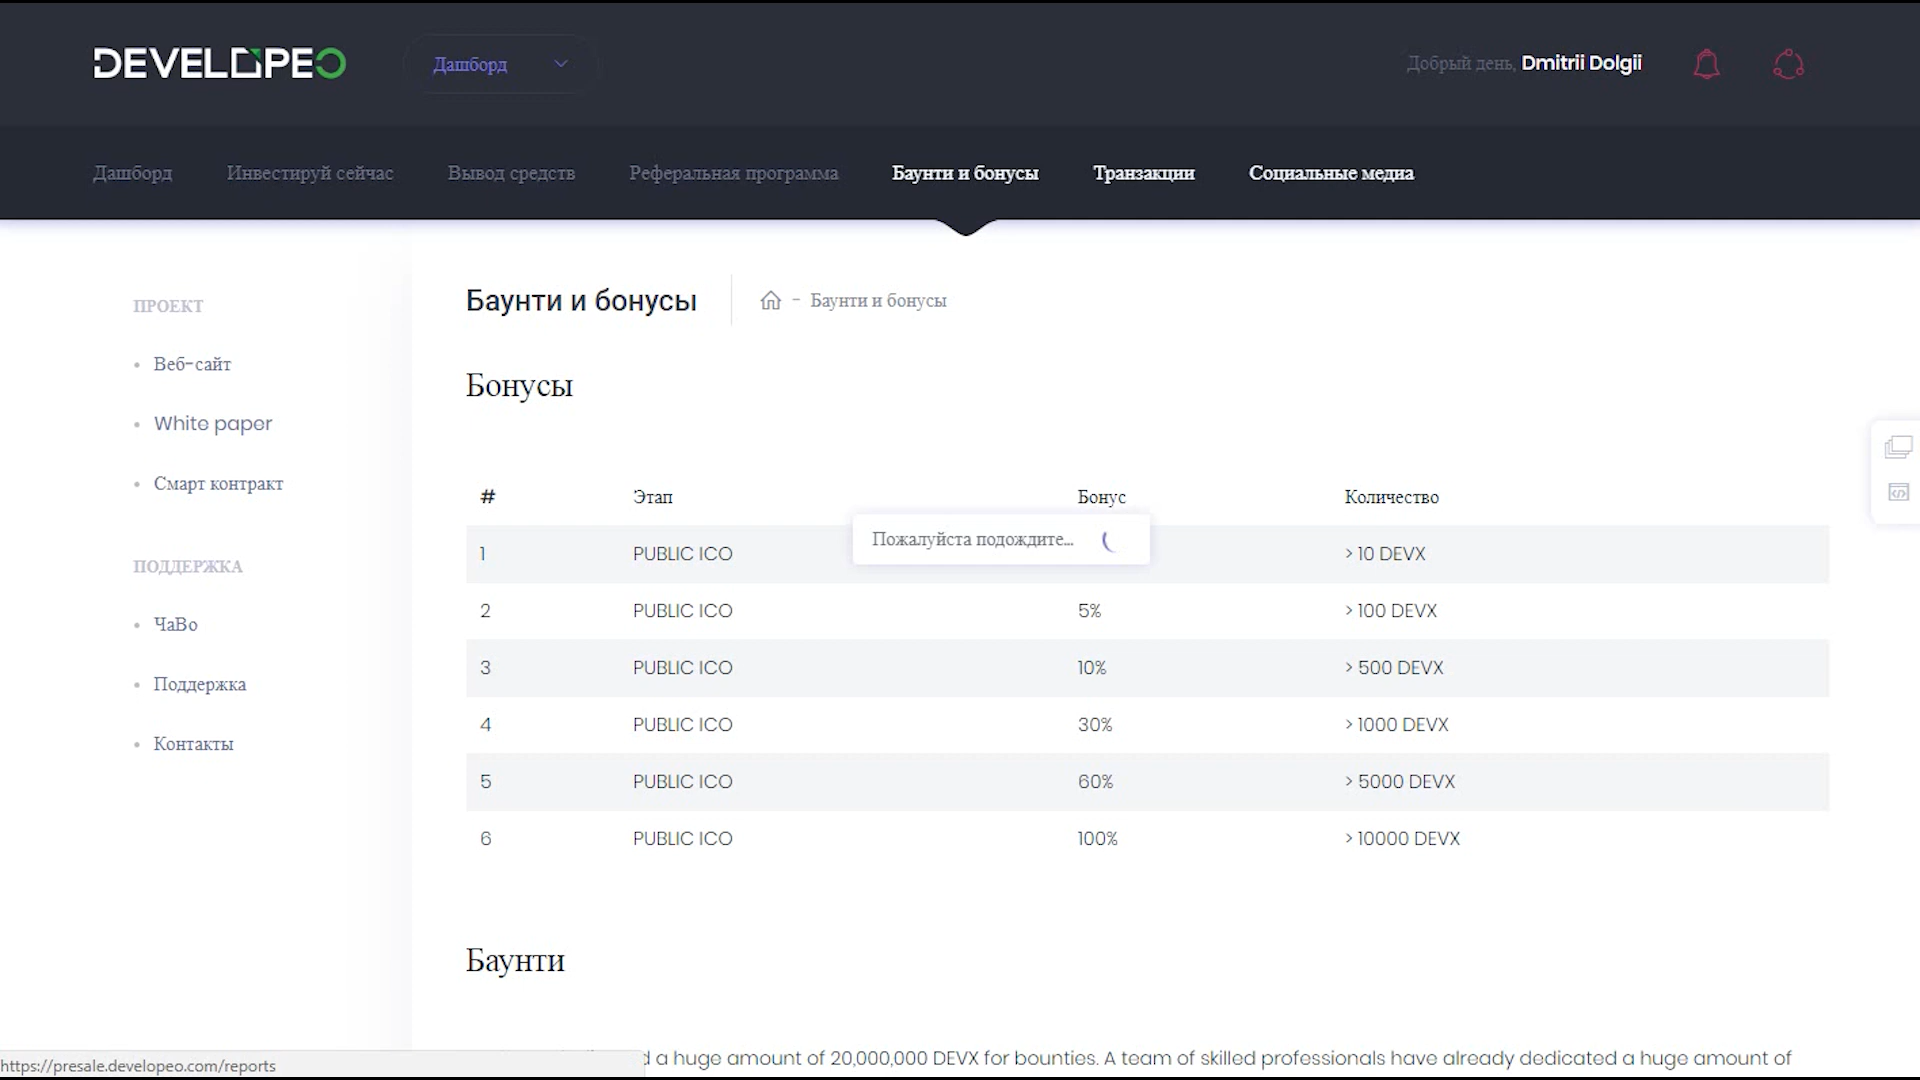 DEVELOPEO
Дашборд
Добрый день, Dmitrii Dolgii
Дашборд Инвестируй сейчас Вывод средств Реферальная программа Баунти и бонусы Транзакции Социальные медиа
ПРОЕКТ
Веб-сайт
White paper
Смарт контракт
ПОДДЕРЖКА
ЧаВо
Поддержка
Контакты
Баунти и бонусы - Баунти и бонусы
Бонусы
# Этап Бонус Количество
Пожалуйста подождите...
1 PUBLIC ICO > 10 DEVX
2 PUBLIC ICO 5% > 100 DEVX
3 PUBLIC ICO 10% > 500 DEVX
4 PUBLIC ICO 30% > 1000 DEVX
5 PUBLIC ICO 60% > 5000 DEVX
6 PUBLIC ICO 100% > 10000 DEVX
Баунти
a huge amount of 20,000,000 DEVX for bounties. A team of skilled professionals have already dedicated a huge amount of
https://presale.developeo.com/reports